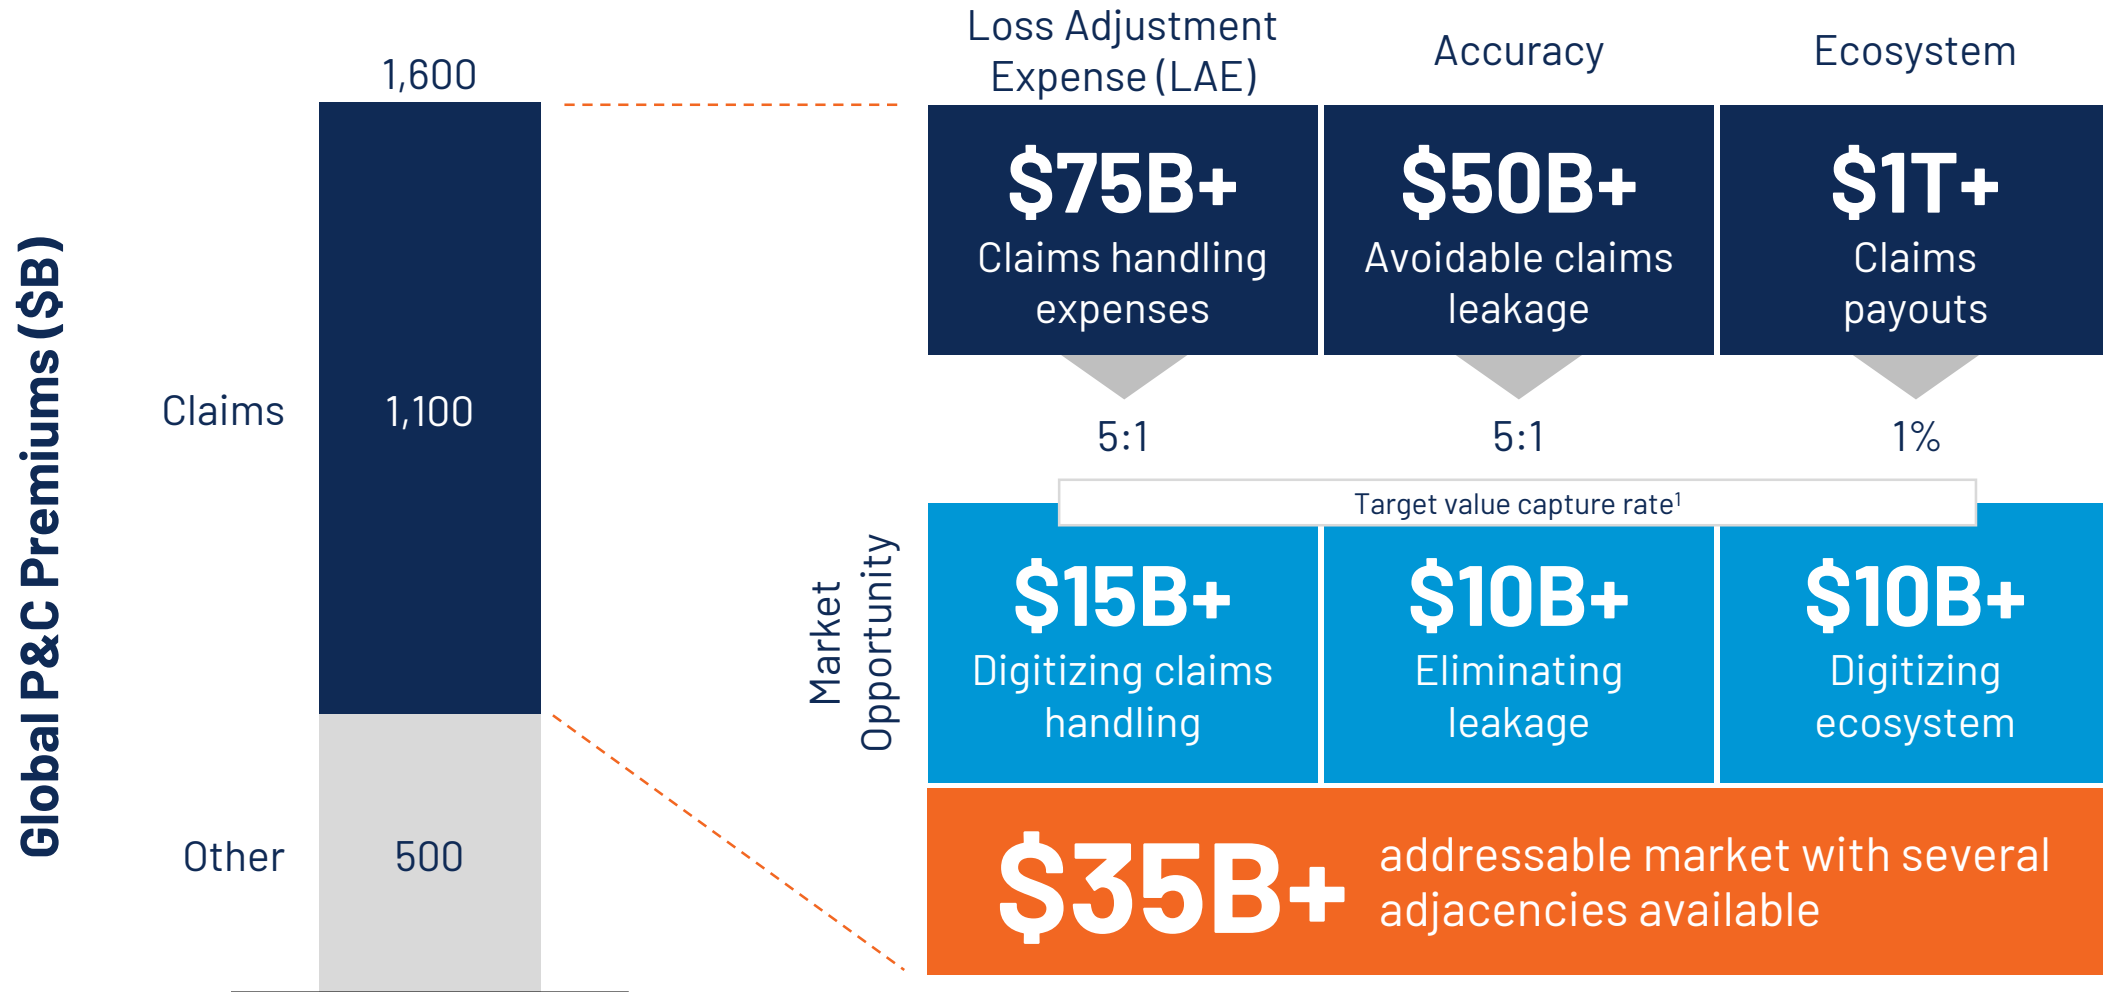 Global P&C Premiums ($B)
1,600
Claims
1,100
Other
500
Loss Adjustment
Expense (LAE)
Accuracy
Ecosystem
$75B+
Claims handling
expenses
$50B+
Avoidable claims
leakage
$1T+
Claims
payouts
5:1
5:1
1%
Target value capture rate¹
Market
Opportunity
$15B+
Digitizing claims
handling
$10B+
Eliminating
leakage
$10B+
Digitizing
ecosystem
$35B+
addressable market with several
adjacencies available